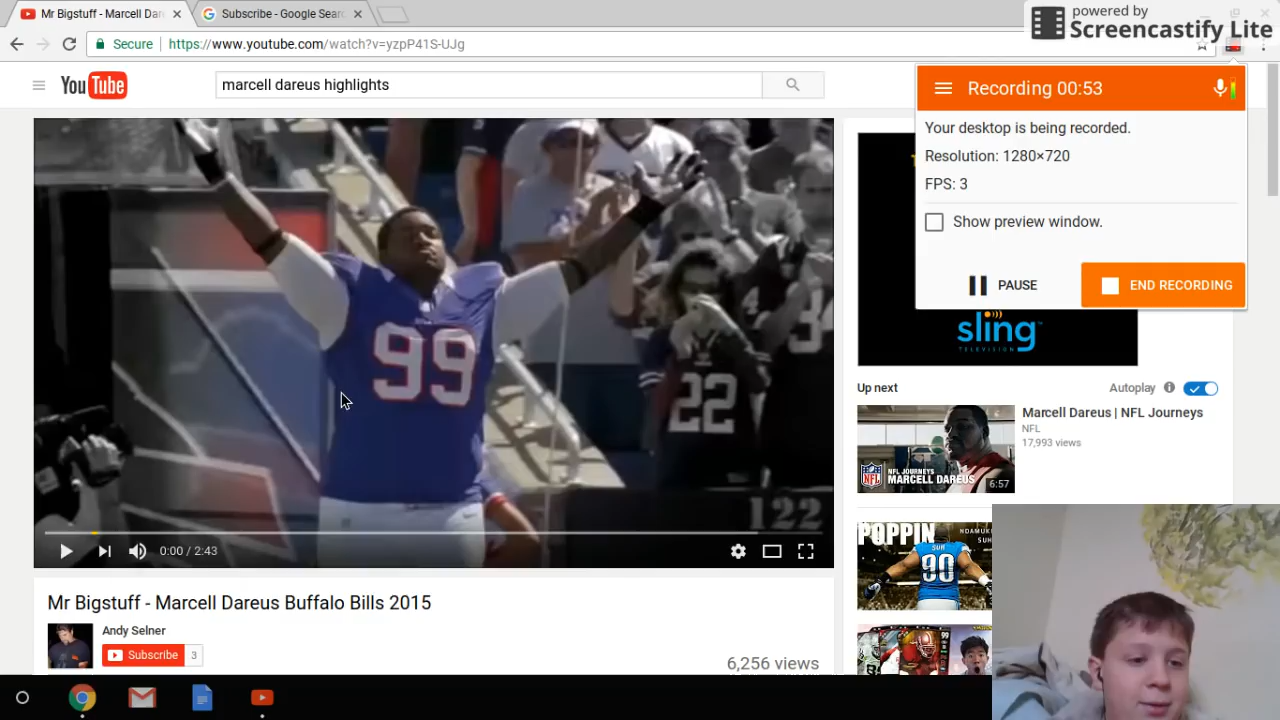 Mr Bigstuff - Marcell Dar
Subscribe - Google Sear
powered by
Screencastify Lite
Secure
https://www.youtube.com/watch?v=yzpP41S-UJg
YouTube
marcell dareus highlights
Recording 00:53
Your desktop is being recorded.
Resolution: 1280×720
FPS: 3
Show preview window.
PAUSE
END RECORDING
99
22
122
sling
TELEVISION
0:00 / 2:43
Up next
Autoplay
Marcell Dareus | NFL Journeys
NFL
17,993 views
NFL JOURNEYS
MARCELL DAREUS
6:57
POPPIN
NDAMUK
SUH
90
Mr Bigstuff - Marcell Dareus Buffalo Bills 2015
Andy Selner
Subscribe 3
6,256 views